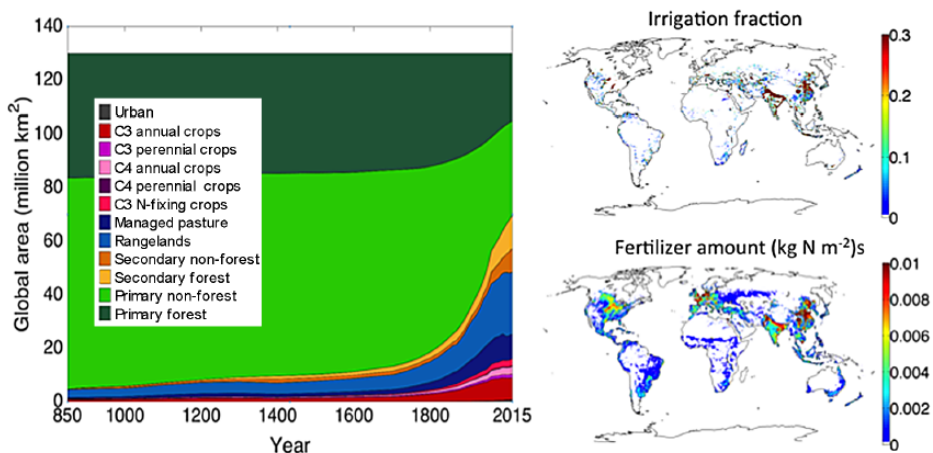 140
120
100
80
60
40
20
0
Global area (million km²)
Urban
C3 annual crops
C3 perennial crops
C4 annual crops
C4 perennial crops
C3 N-fixing crops
Managed pasture
Rangelands
Secondary non-forest
Secondary forest
Primary non-forest
Primary forest
850 1000 1200 1400 1600 1800 2015
Year
Irrigation fraction
0.3
0.2
0.1
0
Fertilizer amount (kg N m⁻²)s
0.01
0.008
0.006
0.004
0.002
0